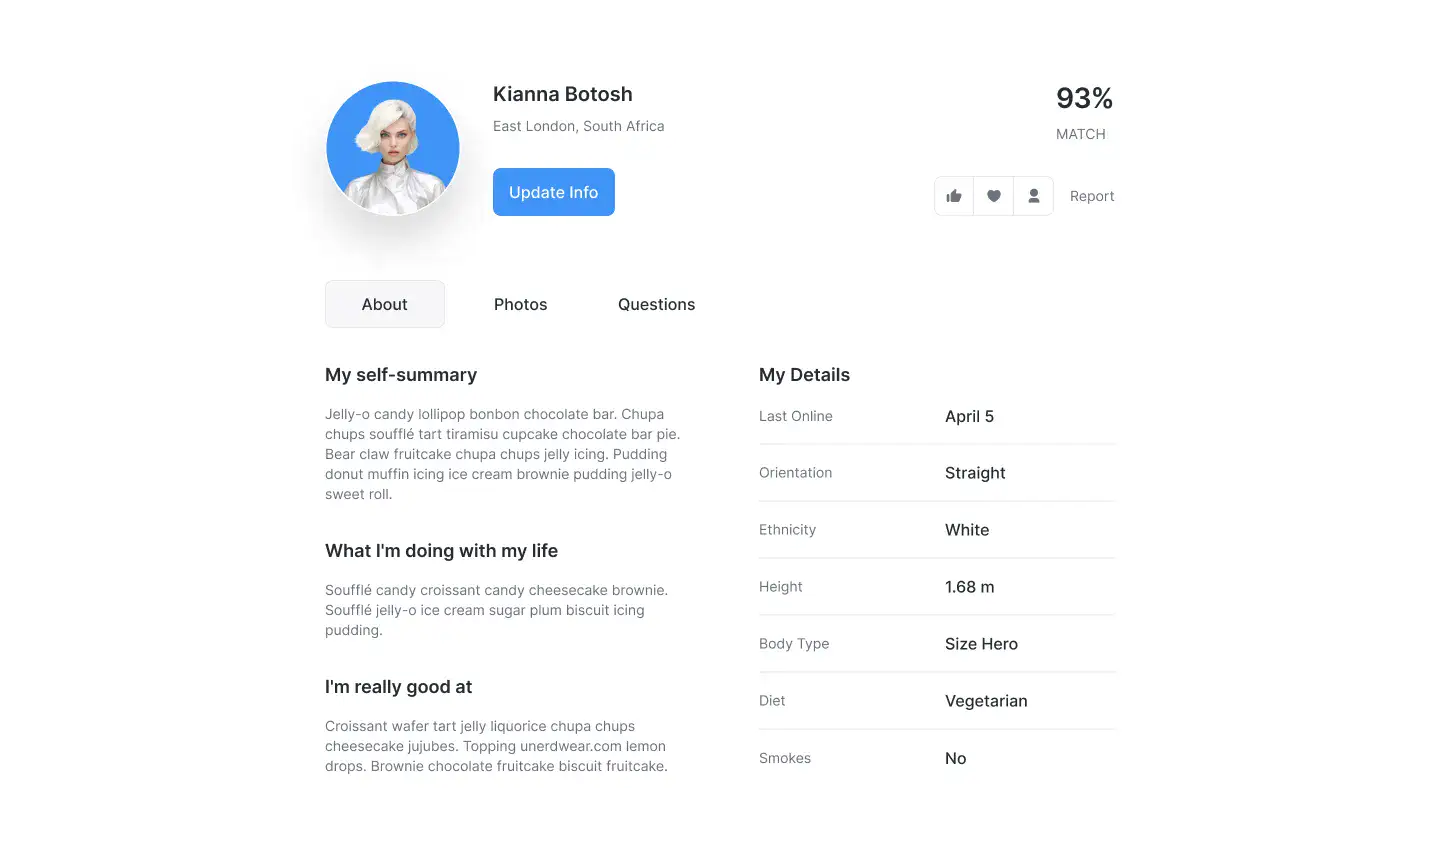 Kianna Botosh
East London, South Africa
Update Info
93%
MATCH
Report
About
Photos
Questions
My self-summary
Jelly-o candy lollipop bonbon chocolate bar. Chupa
chups soufflé tart tiramisu cupcake chocolate bar pie.
Bear claw fruitcake chupa chups jelly icing. Pudding
donut muffin icing ice cream brownie pudding jelly-o
sweet roll.
What I'm doing with my life
Soufflé candy croissant candy cheesecake brownie.
Soufflé jelly-o ice cream sugar plum biscuit icing
pudding.
I'm really good at
Croissant wafer tart jelly liquorice chupa chups
cheesecake jujubes. Topping unerdwear.com lemon
drops. Brownie chocolate fruitcake biscuit fruitcake.
My Details
Last Online April 5
Orientation Straight
Ethnicity White
Height 1.68 m
Body Type Size Hero
Diet Vegetarian
Smokes No